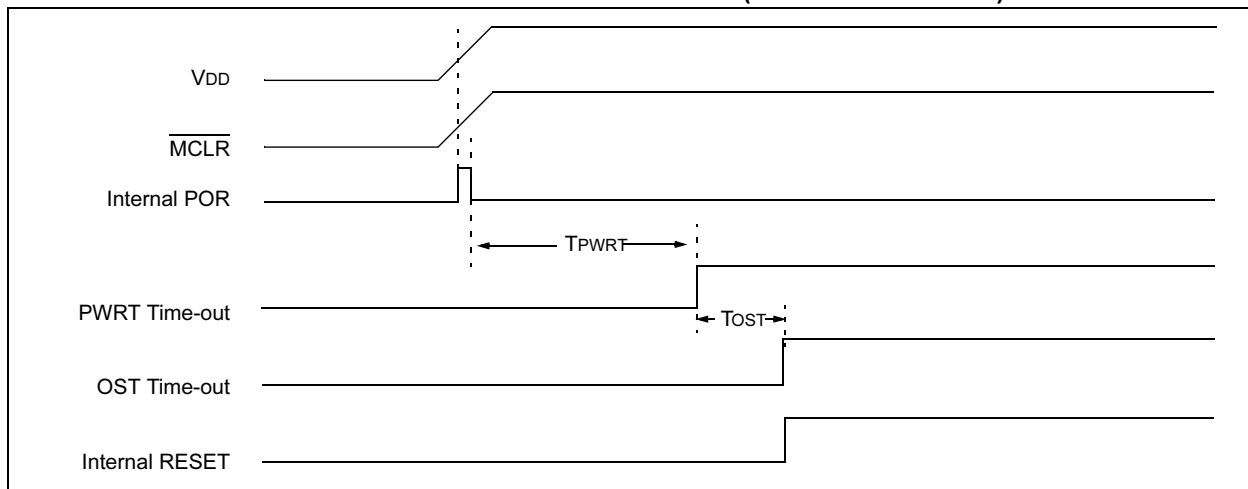 VDD
MCLR
Internal POR
TPWRT
PWRT Time-out
TOST
OST Time-out
Internal RESET